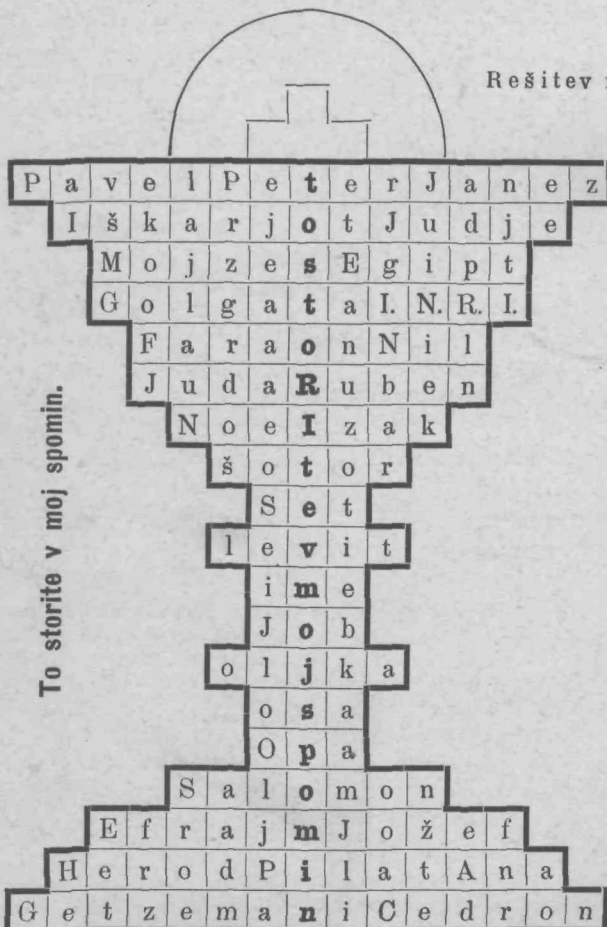 Rešitev
PavelPeterJanez
IškarjotJudje
MojzesEgipt
GolgataI.N.R.I.
FaraonNil
JudaRuben
NoeIzak
šotor
Set
levit
ime
Job
oljka
osa
Opa
Salomon
EfrajmJožef
HerodPilatAna
GetzemaniCedron
To storite v moj spomin.